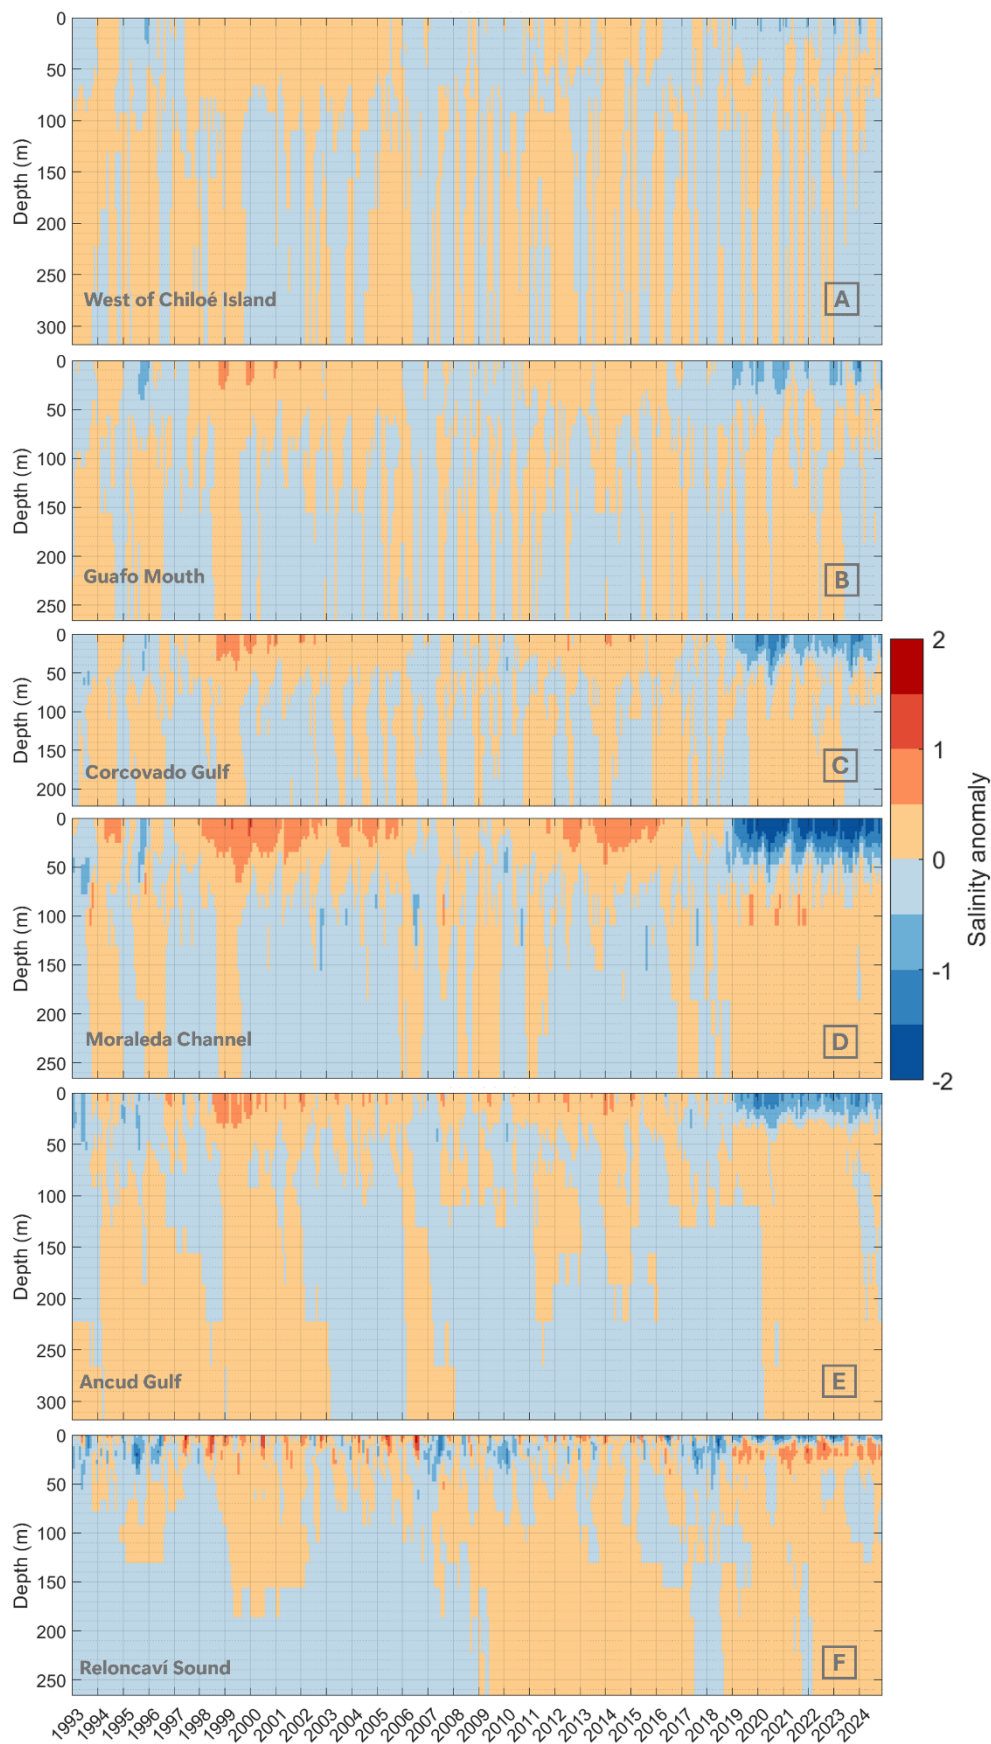 0
50
100
150
200
250
300
Depth (m)
West of Chiloé Island
A
0
50
100
150
200
250
Depth (m)
Guafo Mouth
B
0
50
100
150
200
Depth (m)
Corcovado Gulf
C
2
1
0
-1
-2
Salinity anomaly
0
50
100
150
200
250
Depth (m)
Moraleda Channel
D
0
50
100
150
200
250
300
Depth (m)
Ancud Gulf
E
0
50
100
150
200
250
Depth (m)
Reloncaví Sound
F
1993 1994 1995 1996 1997 1998 1999 2000 2001 2002 2003 2004 2005 2006 2007 2008 2009 2010 2011 2012 2013 2014 2015 2016 2017 2018 2019 2020 2021 2022 2023 2024